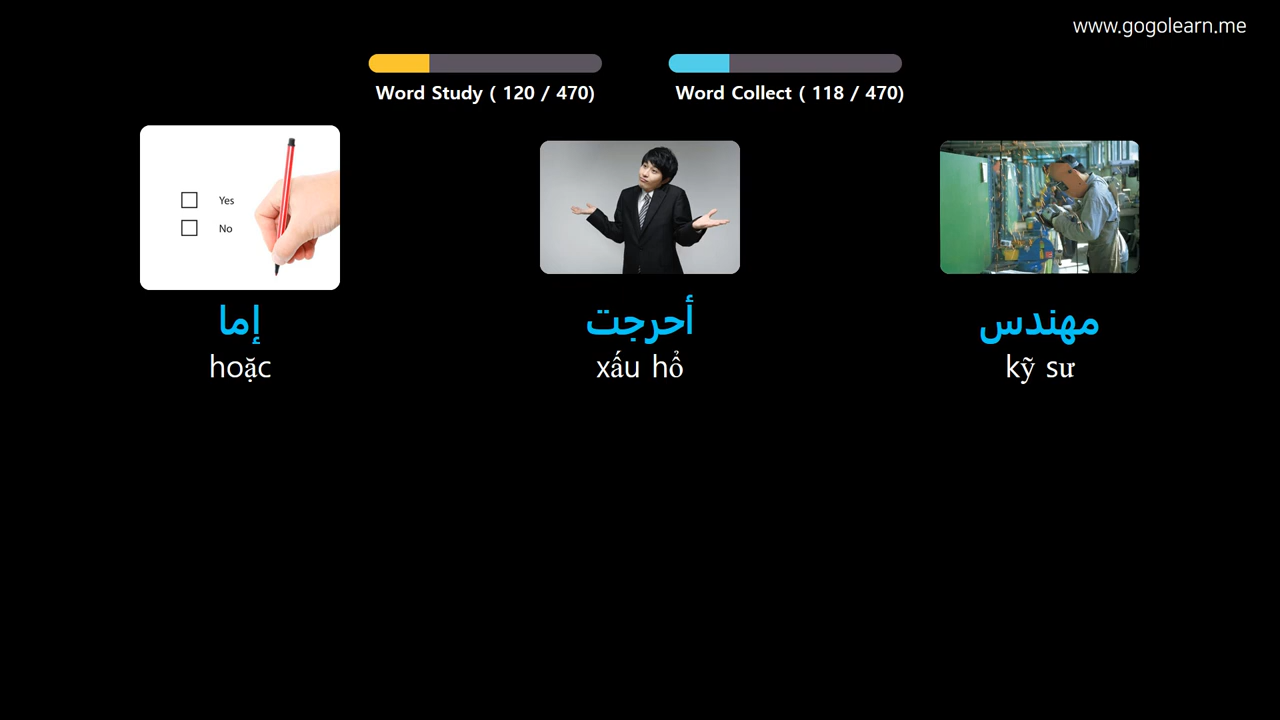 www.gogolearn.me
Word Study ( 120 / 470)
Word Collect ( 118 / 470)
Yes
No
إما
أحرجت
مهندس
hoặc
xấu hổ
kỹ sư